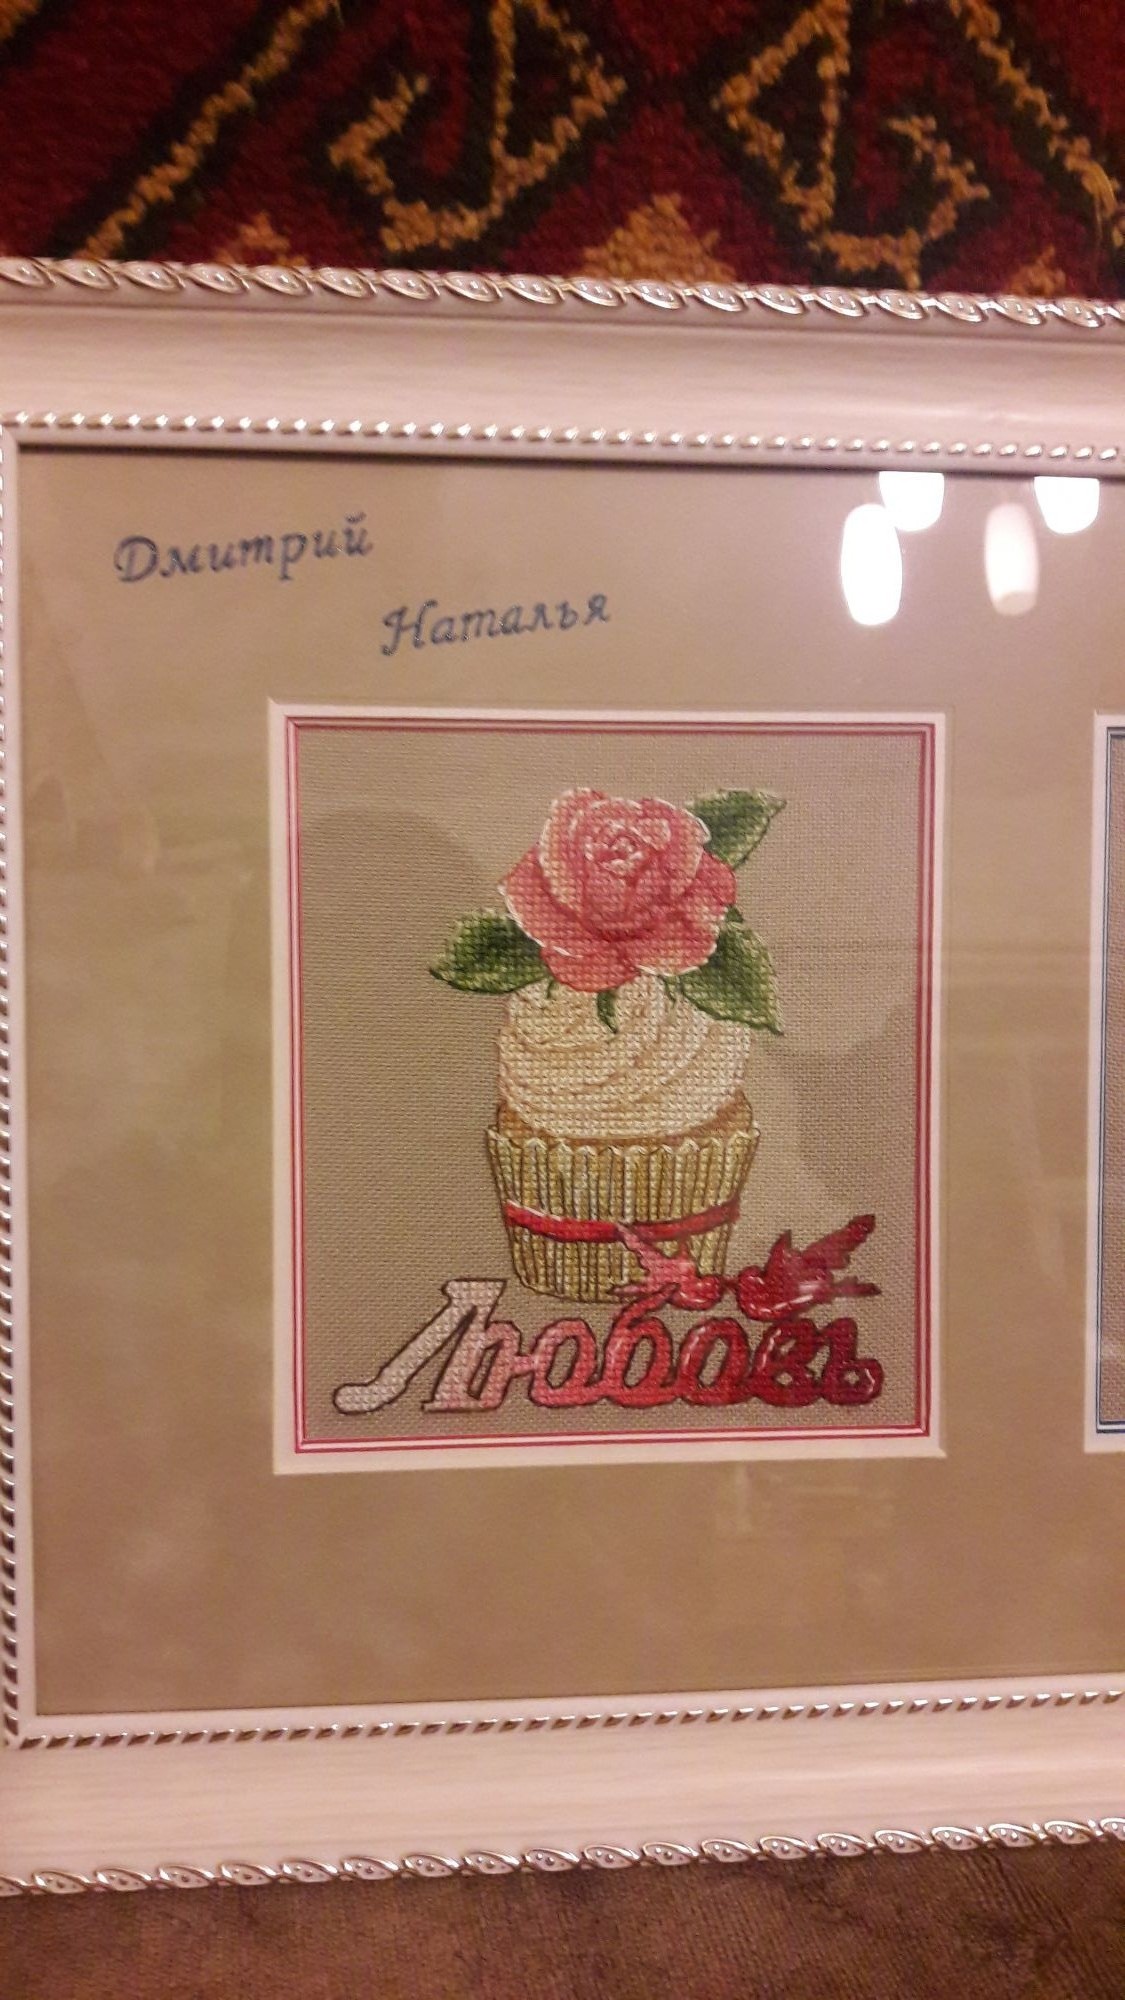 Дмитрий
Наталья
Любовь